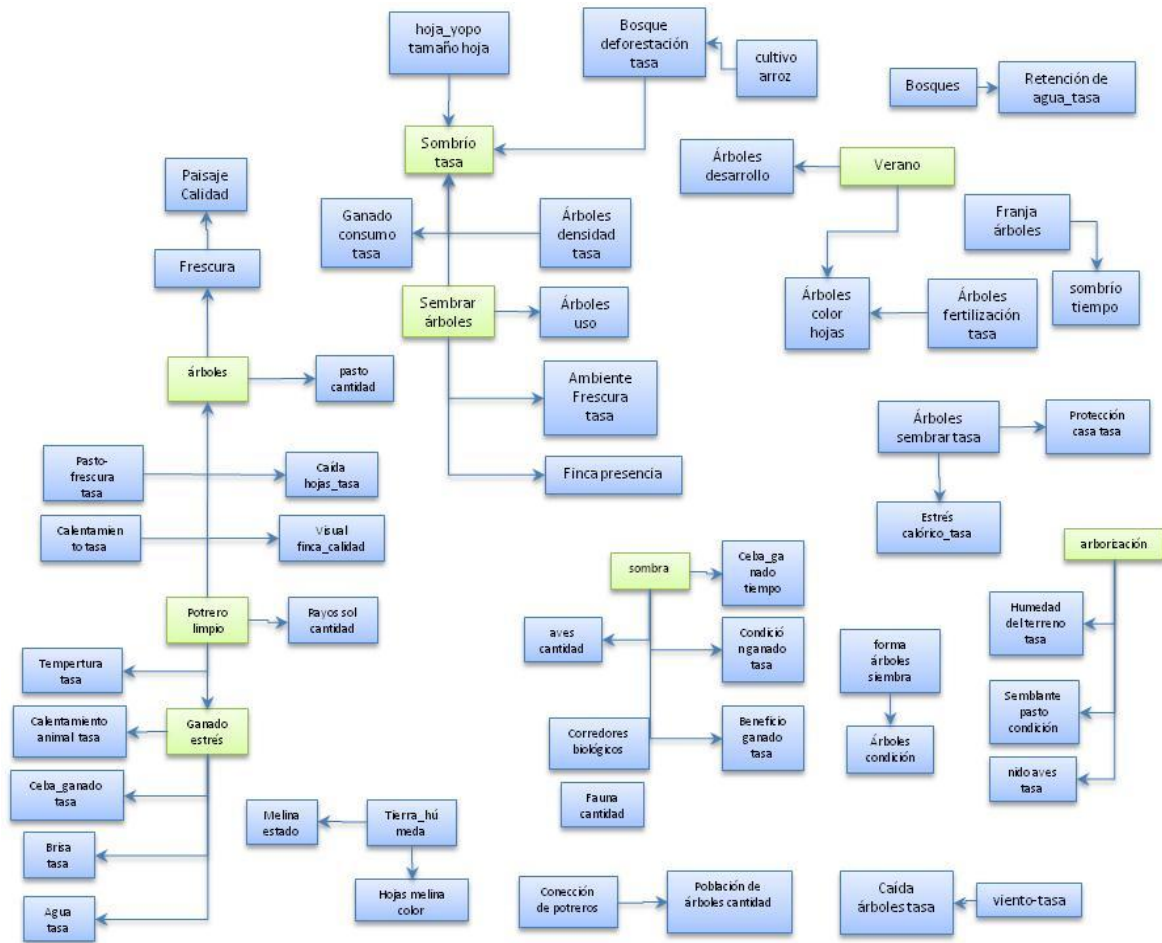 hoja_yopo
tamaño hoja
Bosque
deforestación
tasa
cultivo
arroz
Bosques
Retención de
agua_tasa
Sombrío
tasa
Árboles
desarrollo
Verano
Paisaje
Calidad
Ganado
consumo
tasa
Árboles
densidad
tasa
Franja
árboles
Frescura
Sembrar
árboles
Árboles
uso
Árboles
color
hojas
Árboles
fertilización
tasa
sombrío
tiempo
árboles
pasto
cantidad
Ambiente
Frescura
tasa
Árboles
sembrar tasa
Protección
casa tasa
Pasto-
frescura
tasa
Caída
hojas_tasa
Finca presencia
Calentamien
to tasa
Visual
finca_calidad
Estrés
calórico_tasa
arborización
sombra
Ceba_ga
nado
tiempo
Potrero
limpio
Rayos sol
cantidad
aves
cantidad
Condició
n ganado
tasa
forma
árboles
siembra
Humedad
del terreno
tasa
Tempertura
tasa
Calentamiento
animal tasa
Ganado
estrés
Corredores
biológicos
Beneficio
ganado
tasa
Árboles
condición
Semblante
pasto
condición
Ceba_ganado
tasa
Fauna
cantidad
nido aves
tasa
Melina
estado
Tierra_hú
meda
Brisa
tasa
Hojas melina
color
Agua
tasa
Conección
de potreros
Población de
árboles cantidad
Caída
árboles tasa
viento-tasa